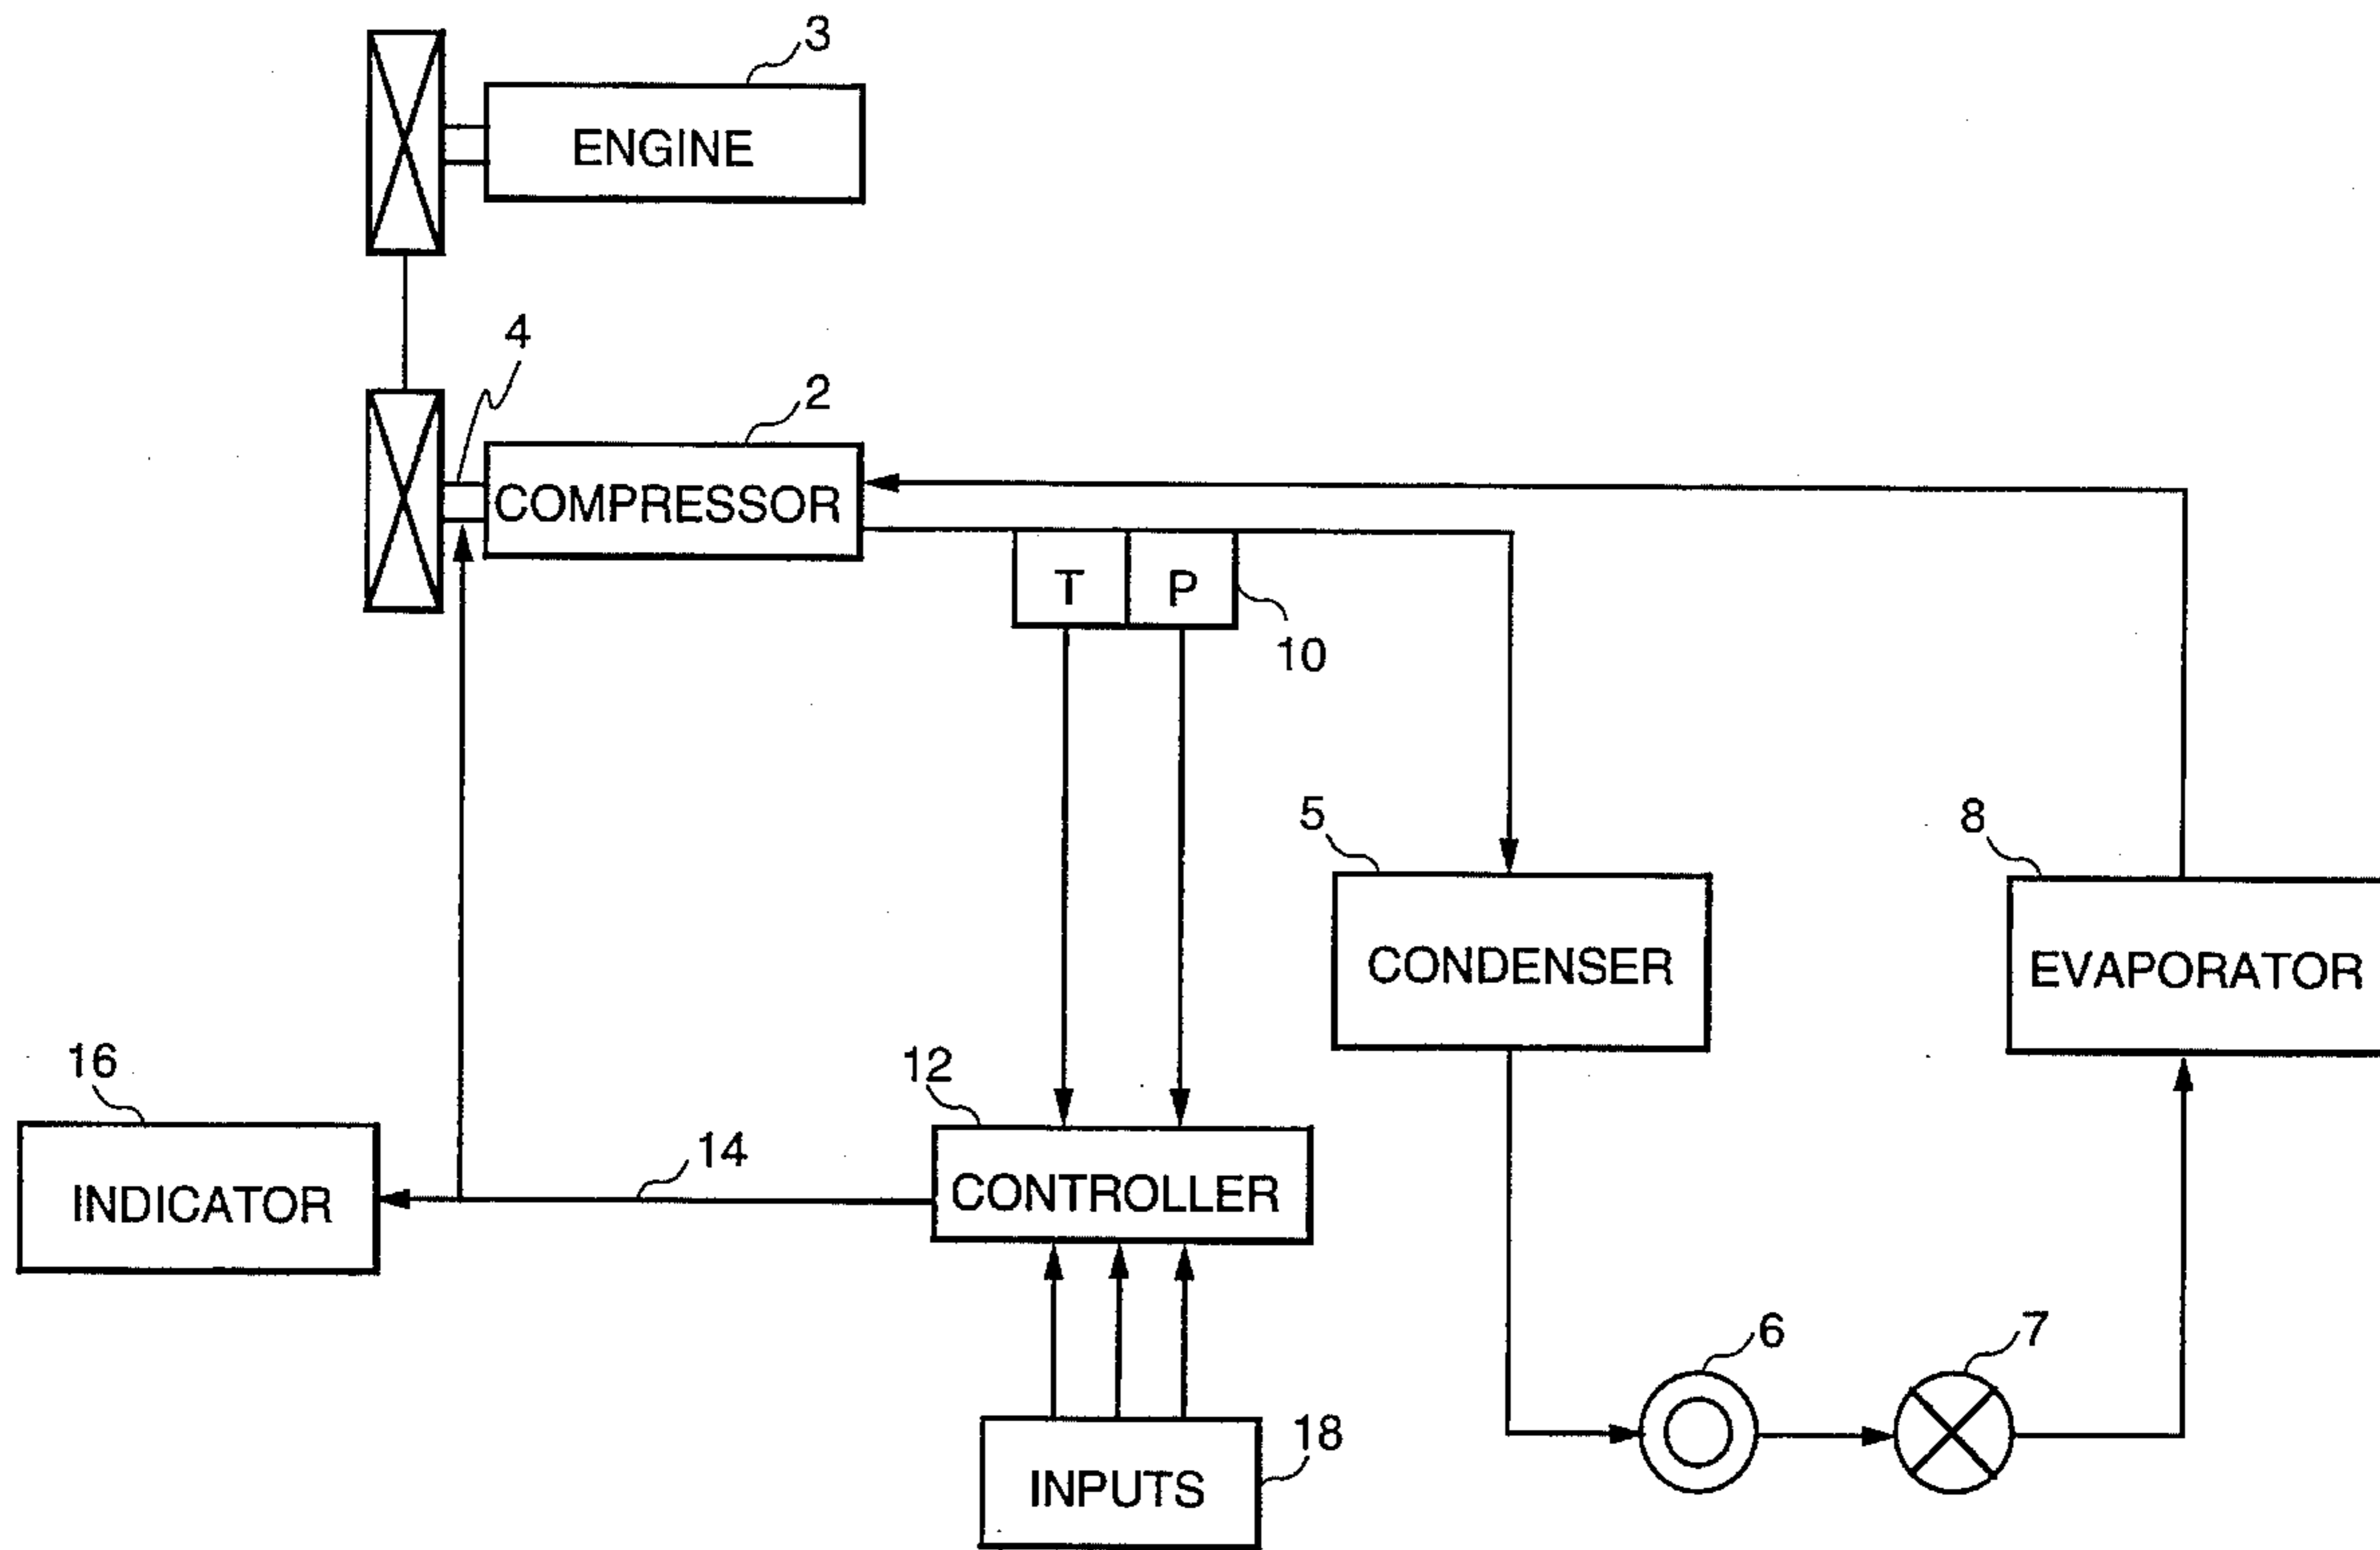 3
ENGINE
4
2
COMPRESSOR
T
P
10
5
8
CONDENSER
EVAPORATOR
16
12
14
INDICATOR
CONTROLLER
6
7
18
INPUTS